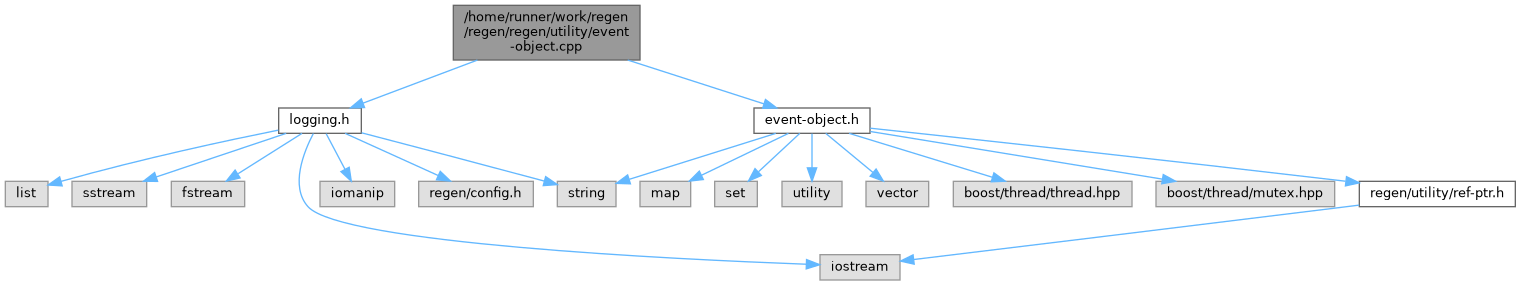 /home/runner/work/regen
/regen/regen/utility/event
-object.cpp
logging.h
event-object.h
list
sstream
fstream
iomanip
regen/config.h
string
map
set
utility
vector
boost/thread/thread.hpp
boost/thread/mutex.hpp
regen/utility/ref-ptr.h
iostream